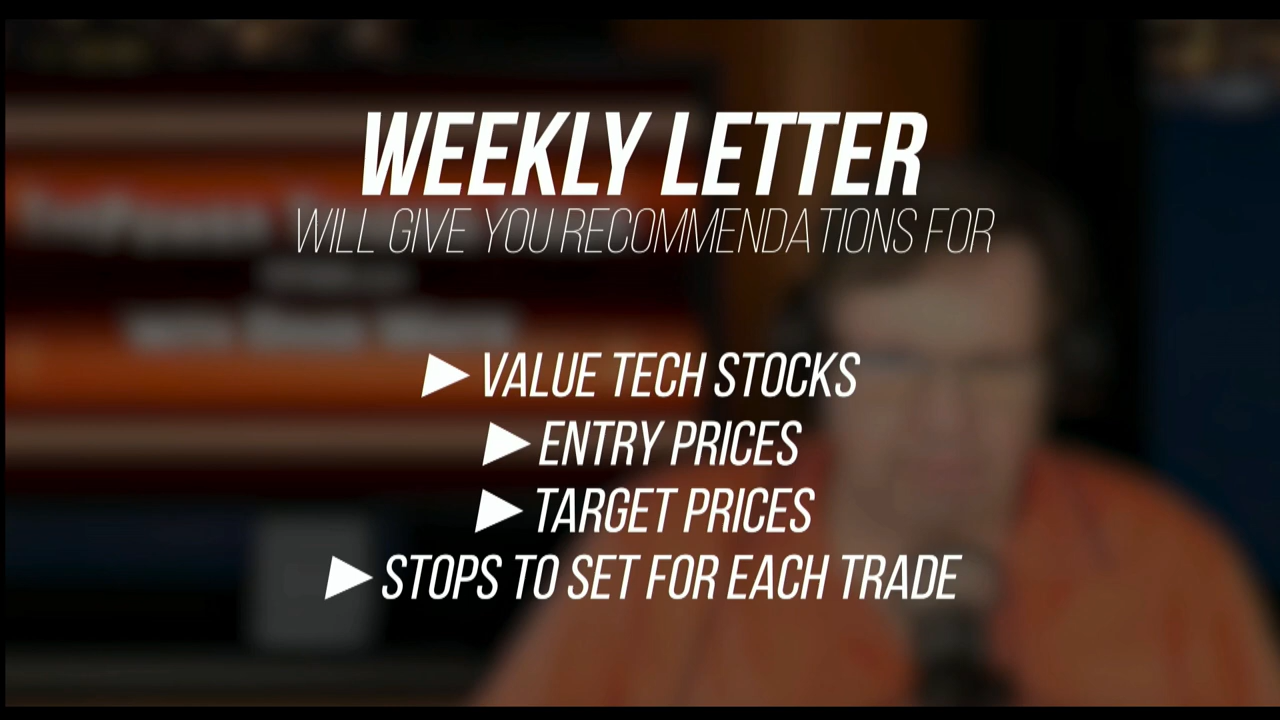 WEEKLY LETTER
WILL GIVE YOU RECOMMENDATIONS FOR
▶ VALUE TECH STOCKS
▶ ENTRY PRICES
▶ TARGET PRICES
▶ STOPS TO SET FOR EACH TRADE